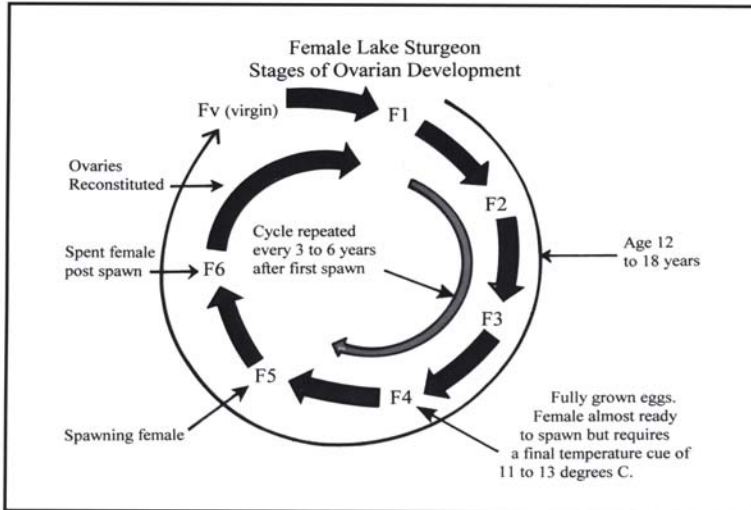 Female Lake Sturgeon
Stages of Ovarian Development
Fv (virgin)
F1
Ovaries
Reconstituted
F2
Cycle repeated
every 3 to 6 years
after first spawn
Age 12
to 18 years
Spent female
post spawn
F6
F3
F5
F4
Fully grown eggs.
Female almost ready
to spawn but requires
a final temperature cue of
11 to 13 degrees C.
Spawning female